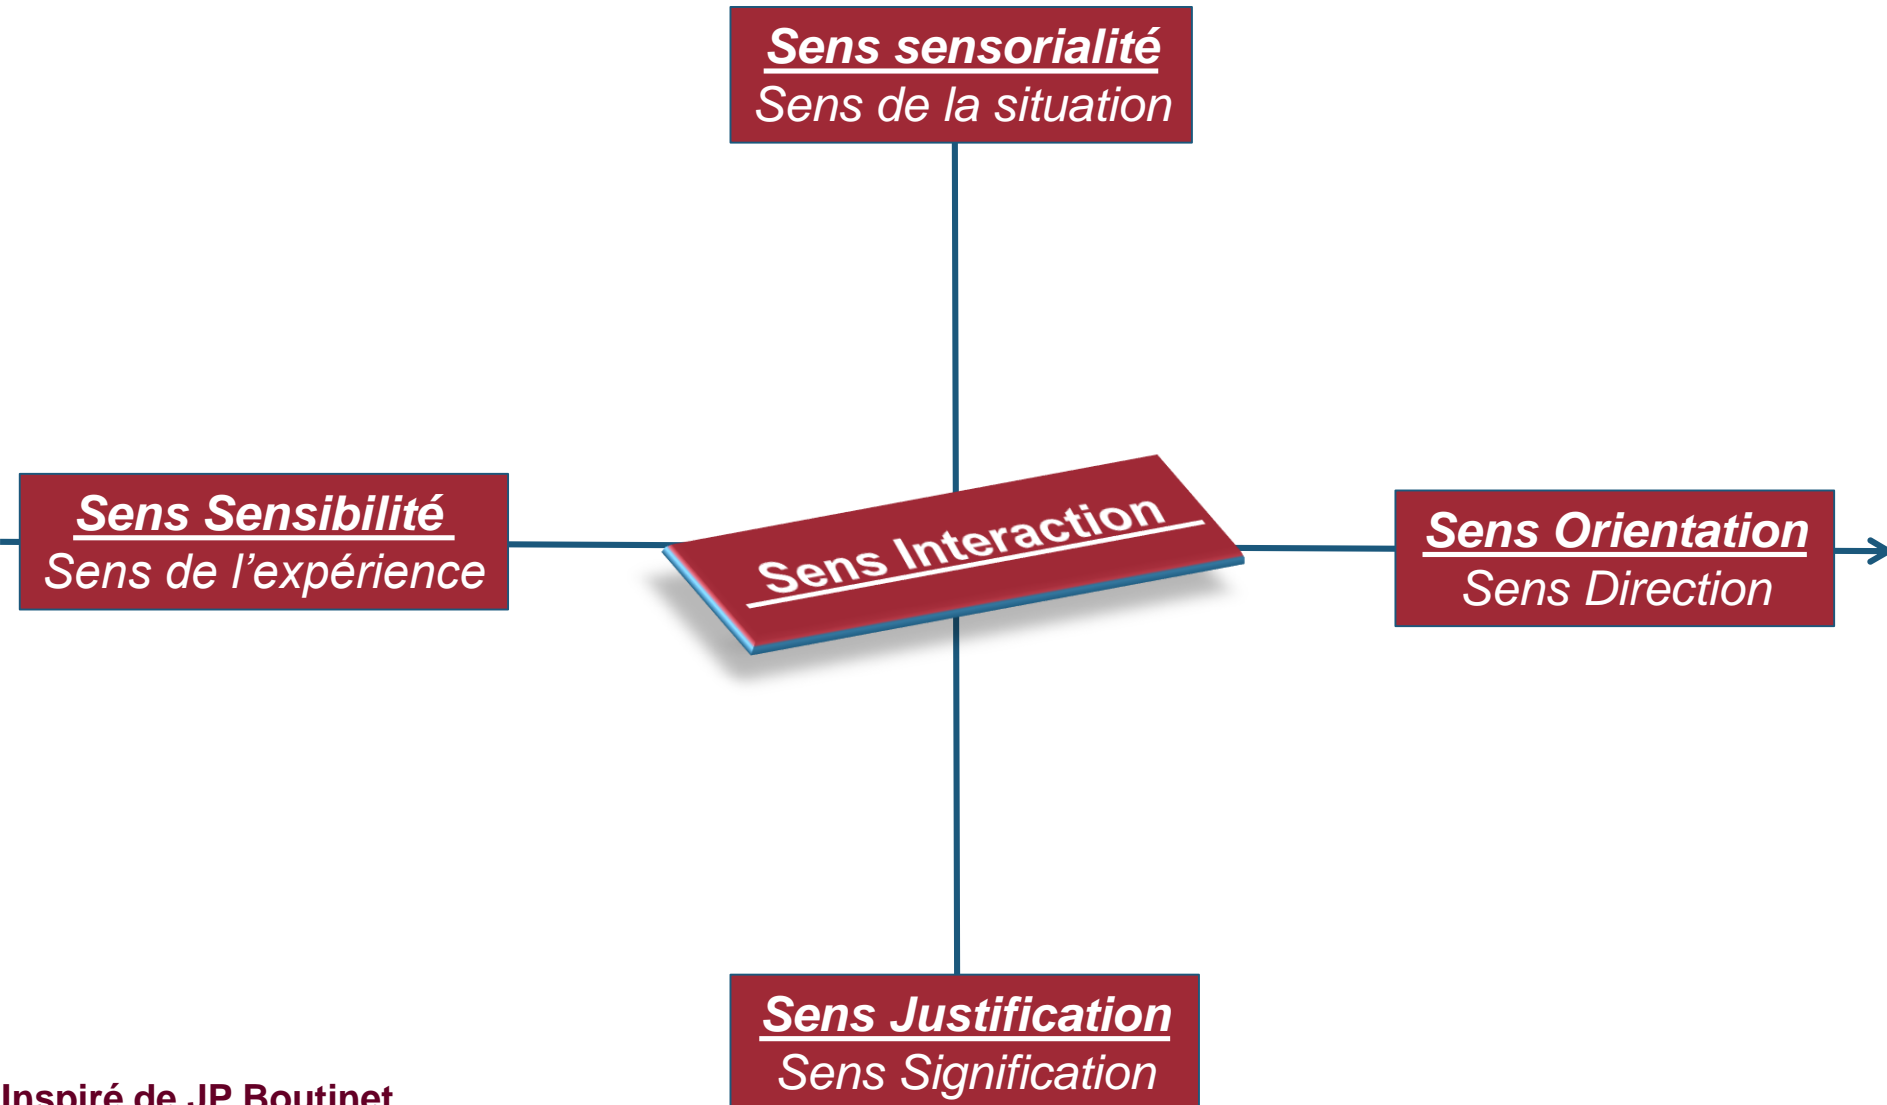 Sens sensorialité
Sens de la situation
Sens Sensibilité
Sens de l’expérience
Sens Interaction
Sens Orientation
Sens Direction
Sens Justification
Sens Signification
Inspiré de JP Boutinet